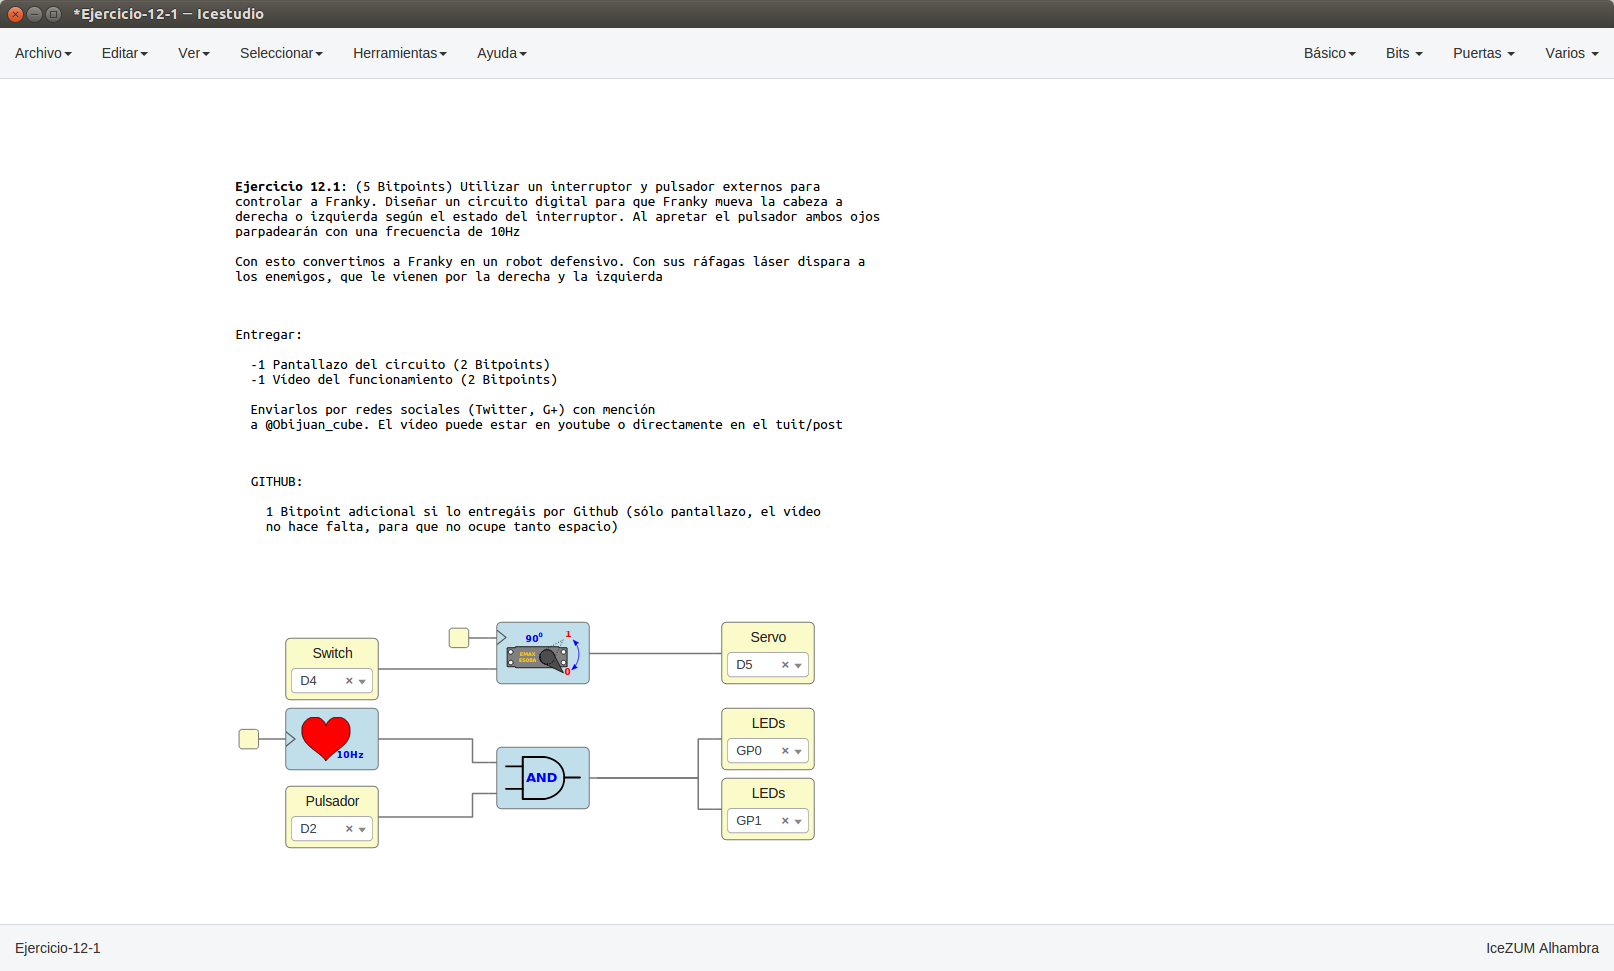 *Ejercicio-12-1 — Icestudio
Archivo Editar Ver Seleccionar Herramientas Ayuda Básico Bits Puertas Varios
Ejercicio 12.1: (5 Bitpoints) Utilizar un interruptor y pulsador externos para
controlar a Franky. Diseñar un circuito digital para que Franky mueva la cabeza a
derecha o izquierda según el estado del interruptor. Al apretar el pulsador ambos ojos
parpadearán con una frecuencia de 10Hz
Con esto convertimos a Franky en un robot defensivo. Con sus ráfagas láser dispara a
los enemigos, que le vienen por la derecha y la izquierda
Entregar:
-1 Pantallazo del circuito (2 Bitpoints)
-1 Vídeo del funcionamiento (2 Bitpoints)
Enviarlos por redes sociales (Twitter, G+) con mención
a @Obijuan_cube. El vídeo puede estar en youtube o directamente en el tuit/post
GITHUB:
1 Bitpoint adicional si lo entregáis por Github (sólo pantallazo, el vídeo
no hace falta, para que no ocupe tanto espacio)
Switch
D4
90⁰ 1
EMAX
0
Servo
D5
10Hz
Pulsador
D2
AND
LEDs
GP0
LEDs
GP1
Ejercicio-12-1 IceZUM Alhambra